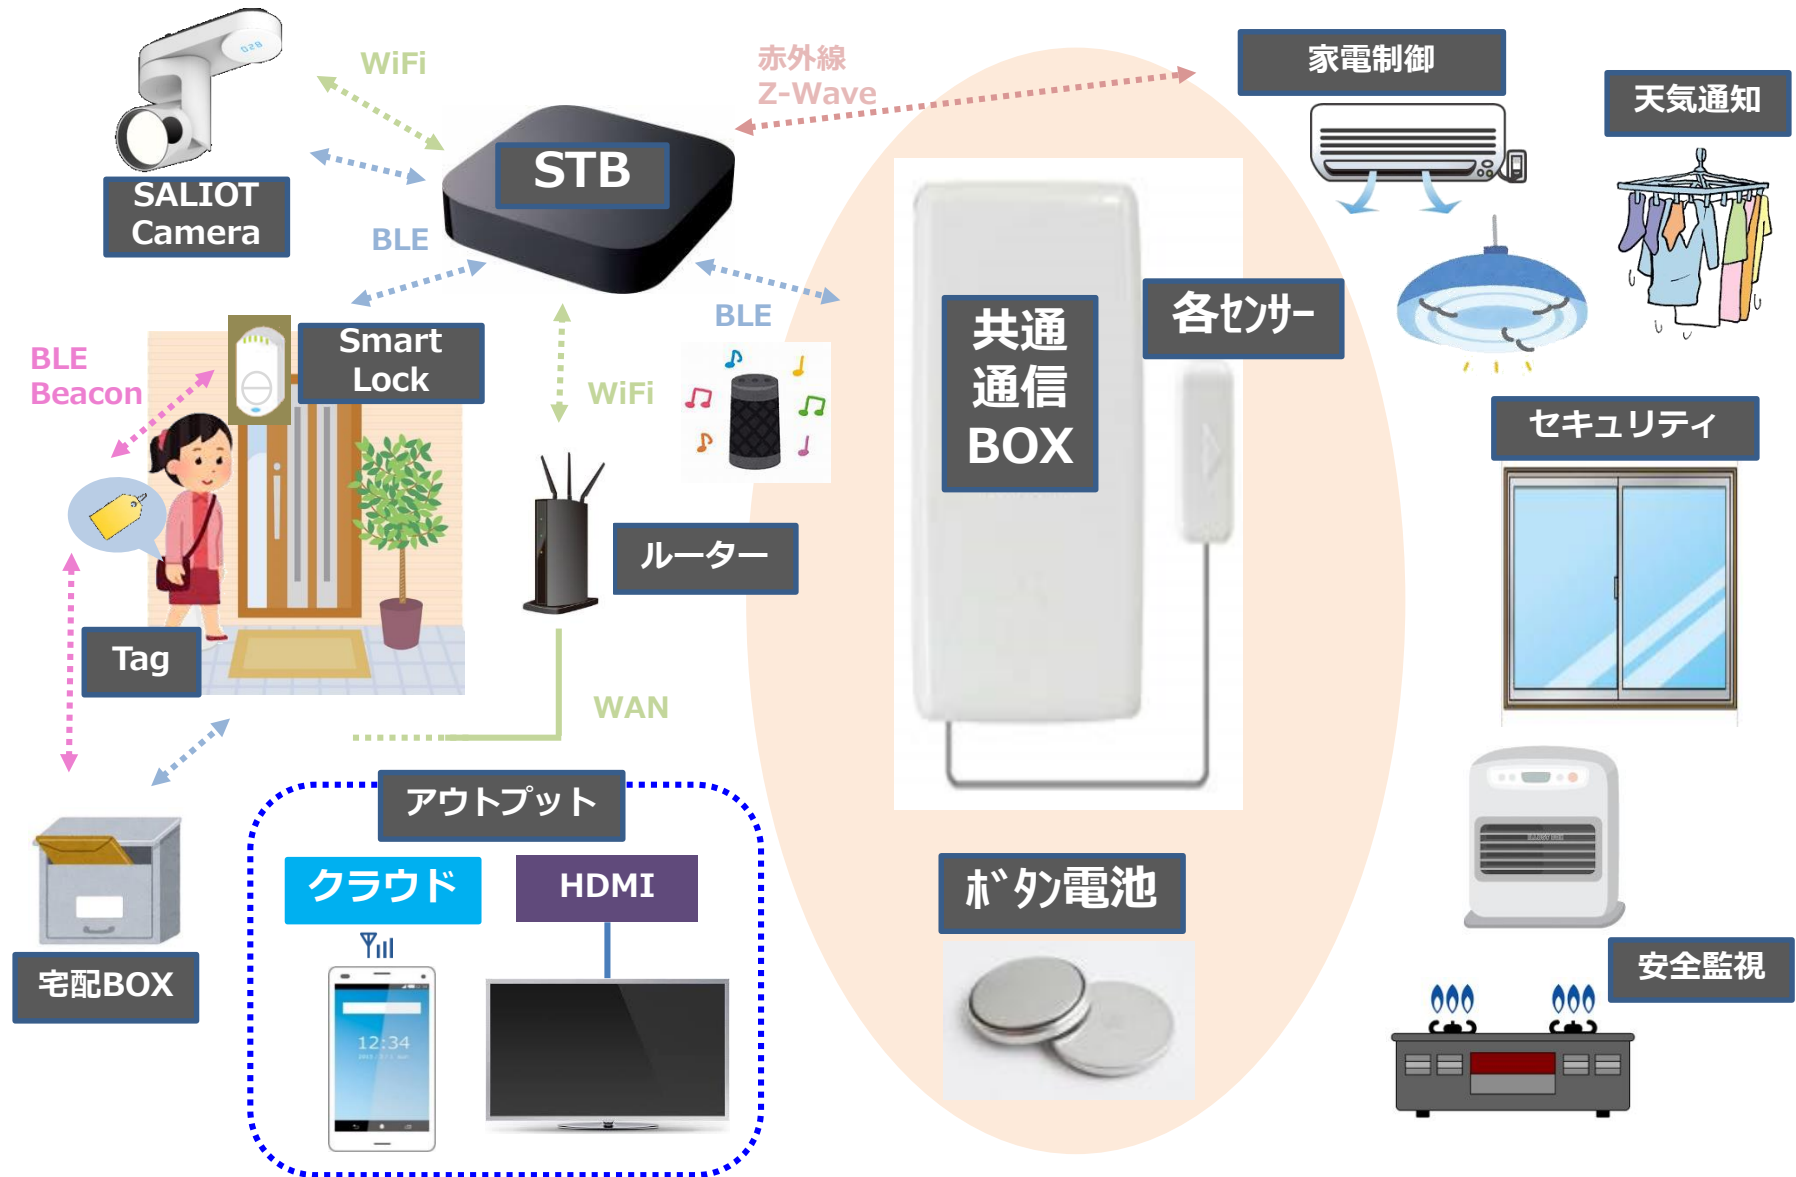 WiFi
赤外線
Z-Wave
家電制御
天気通知
STB
SALIOT
Camera
BLE
各ｾﾝｻｰ
共通
通信
BOX
Smart
Lock
BLE
BLE
Beacon
WiFi
セキュリティ
ルーター
Tag
WAN
アウトプット
クラウド
HDMI
ﾎﾞﾀﾝ電池
宅配BOX
安全監視
12:34